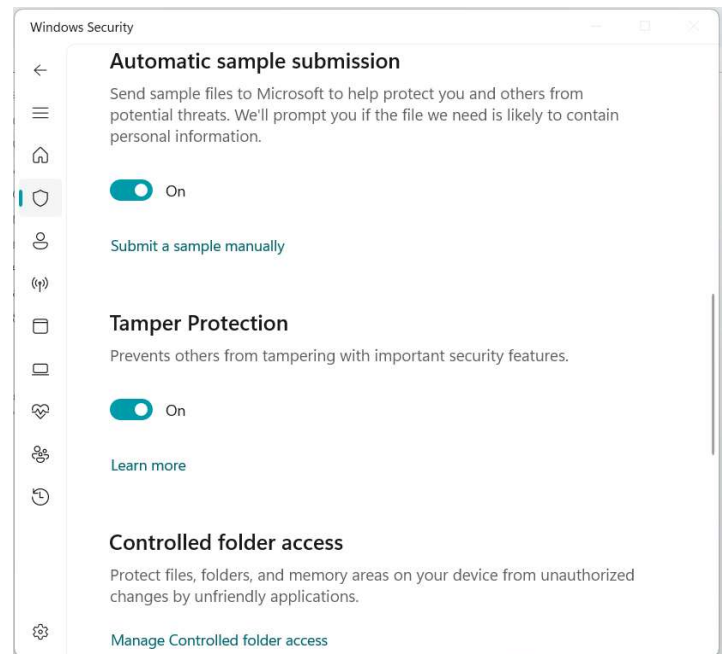 Windows Security
Automatic sample submission
Send sample files to Microsoft to help protect you and others from
potential threats. We'll prompt you if the file we need is likely to contain
personal information.
On
Submit a sample manually
Tamper Protection
Prevents others from tampering with important security features.
On
Learn more
Controlled folder access
Protect files, folders, and memory areas on your device from unauthorized
changes by unfriendly applications.
Manage Controlled folder access